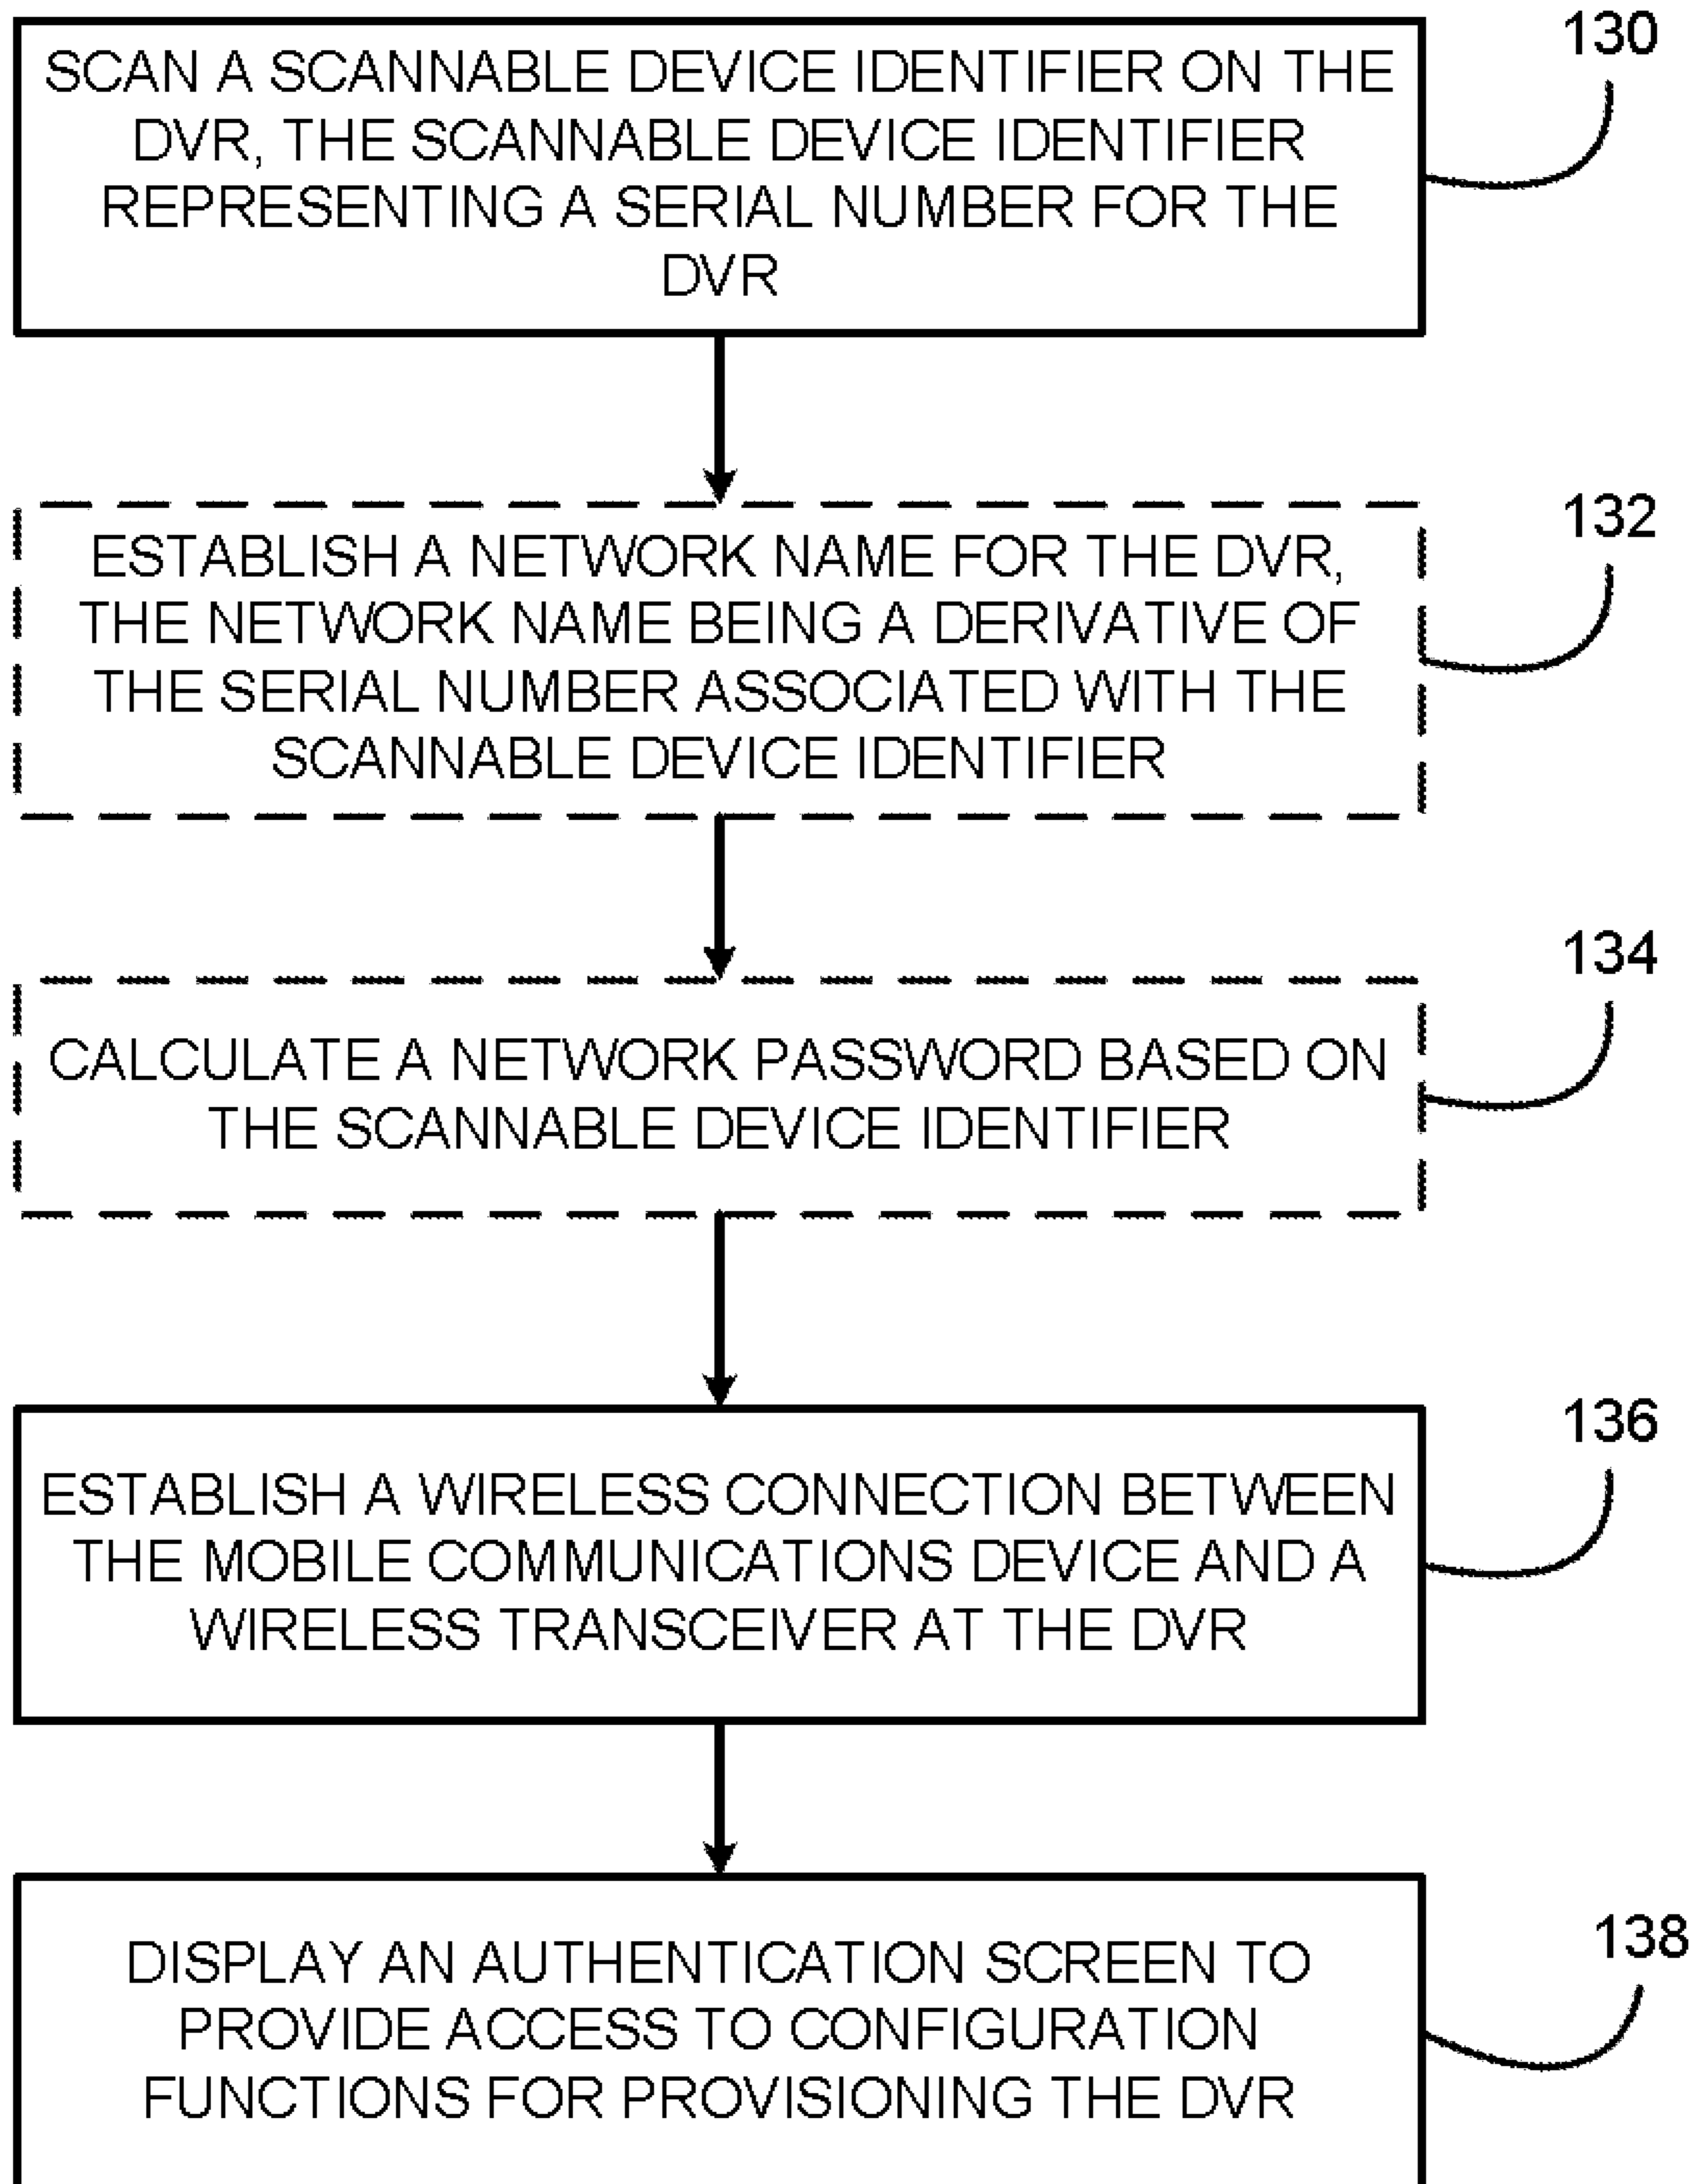 130
SCAN A SCANNABLE DEVICE IDENTIFIER ON THE
DVR, THE SCANNABLE DEVICE IDENTIFIER
REPRESENTING A SERIAL NUMBER FOR THE
DVR
132
ESTABLISH A NETWORK NAME FOR THE DVR,
THE NETWORK NAME BEING A DERIVATIVE OF
THE SERIAL NUMBER ASSOCIATED WITH THE
SCANNABLE DEVICE IDENTIFIER
134
CALCULATE A NETWORK PASSWORD BASED ON
THE SCANNABLE DEVICE IDENTIFIER
136
ESTABLISH A WIRELESS CONNECTION BETWEEN
THE MOBILE COMMUNICATIONS DEVICE AND A
WIRELESS TRANSCEIVER AT THE DVR
138
DISPLAY AN AUTHENTICATION SCREEN TO
PROVIDE ACCESS TO CONFIGURATION
FUNCTIONS FOR PROVISIONING THE DVR